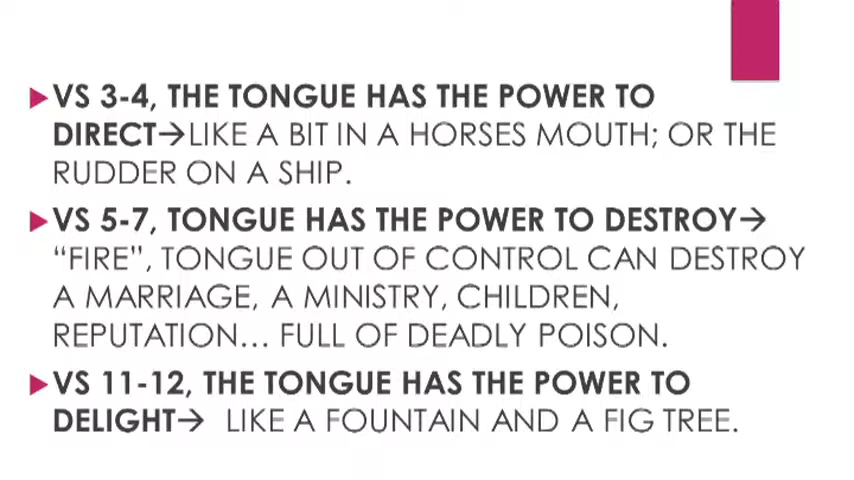 ▶VS 3-4, THE TONGUE HAS THE POWER TO
DIRECT→LIKE A BIT IN A HORSES MOUTH; OR THE
RUDDER ON A SHIP.
▶VS 5-7, TONGUE HAS THE POWER TO DESTROY→
“FIRE”, TONGUE OUT OF CONTROL CAN DESTROY
A MARRIAGE, A MINISTRY, CHILDREN,
REPUTATION… FULL OF DEADLY POISON.
▶VS 11-12, THE TONGUE HAS THE POWER TO
DELIGHT→ LIKE A FOUNTAIN AND A FIG TREE.